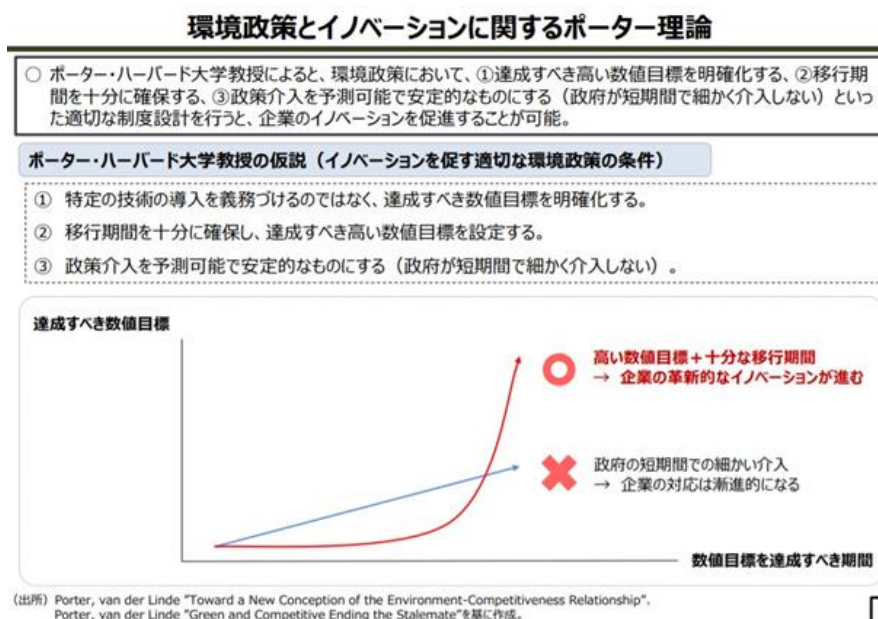 環境政策とイノベーションに関するポーター理論
○ ポーター・ハーバード大学教授によると、環境政策において、①達成すべき高い数値目標を明確化する、②移行期
間を十分に確保する、③政策介入を予測可能で安定的なものにする（政府が短期間で細かく介入しない）といっ
た適切な制度設計を行うと、企業のイノベーションを促進することが可能。
ポーター・ハーバード大学教授の仮説（イノベーションを促す適切な環境政策の条件）
① 特定の技術の導入を義務づけるのではなく、達成すべき数値目標を明確化する。
② 移行期間を十分に確保し、達成すべき高い数値目標を設定する。
③ 政策介入を予測可能で安定的なものにする（政府が短期間で細かく介入しない）。
達成すべき数値目標
高い数値目標＋十分な移行期間
→ 企業の革新的なイノベーションが進む
政府の短期間での細かい介入
→ 企業の対応は漸進的になる
数値目標を達成すべき期間
（出所）Porter, van der Linde "Toward a New Conception of the Environment-Competitiveness Relationship".
Porter, van der Linde "Green and Competitive Ending the Stalemate"を基に作成。